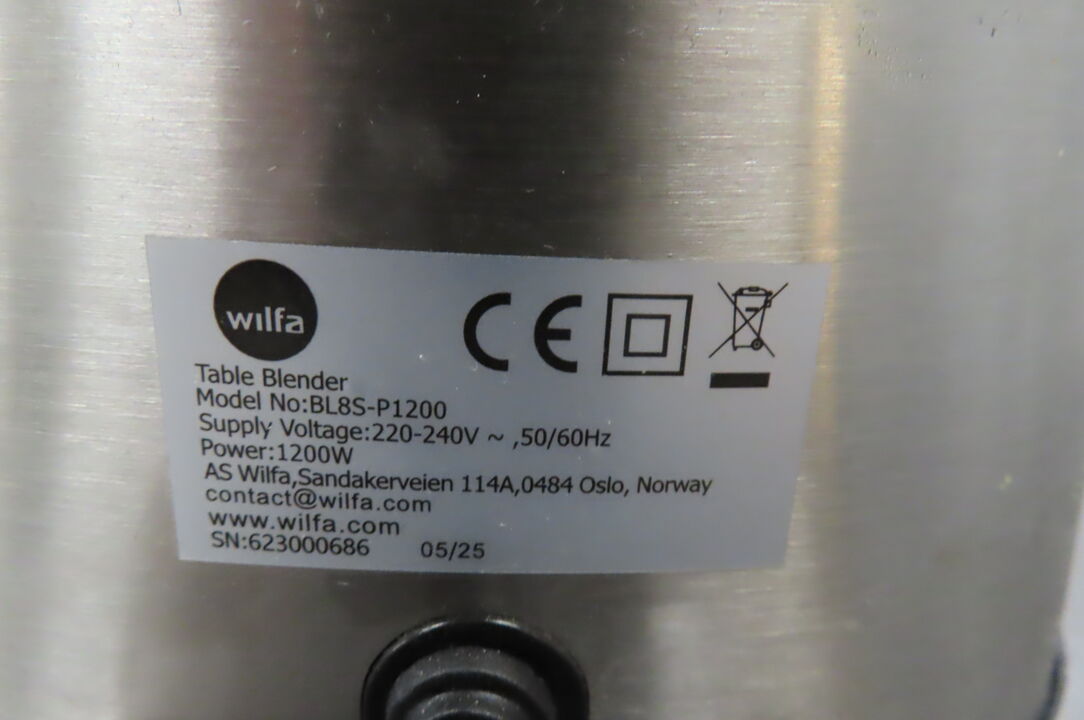 wilfa
CE
Table Blender
Model No:BL8S-P1200
Supply Voltage:220-240V ~ ,50/60Hz
Power:1200W
AS Wilfa,Sandakerveien 114A,0484 Oslo, Norway
contact@wilfa.com
www.wilfa.com
SN:623000686 05/25